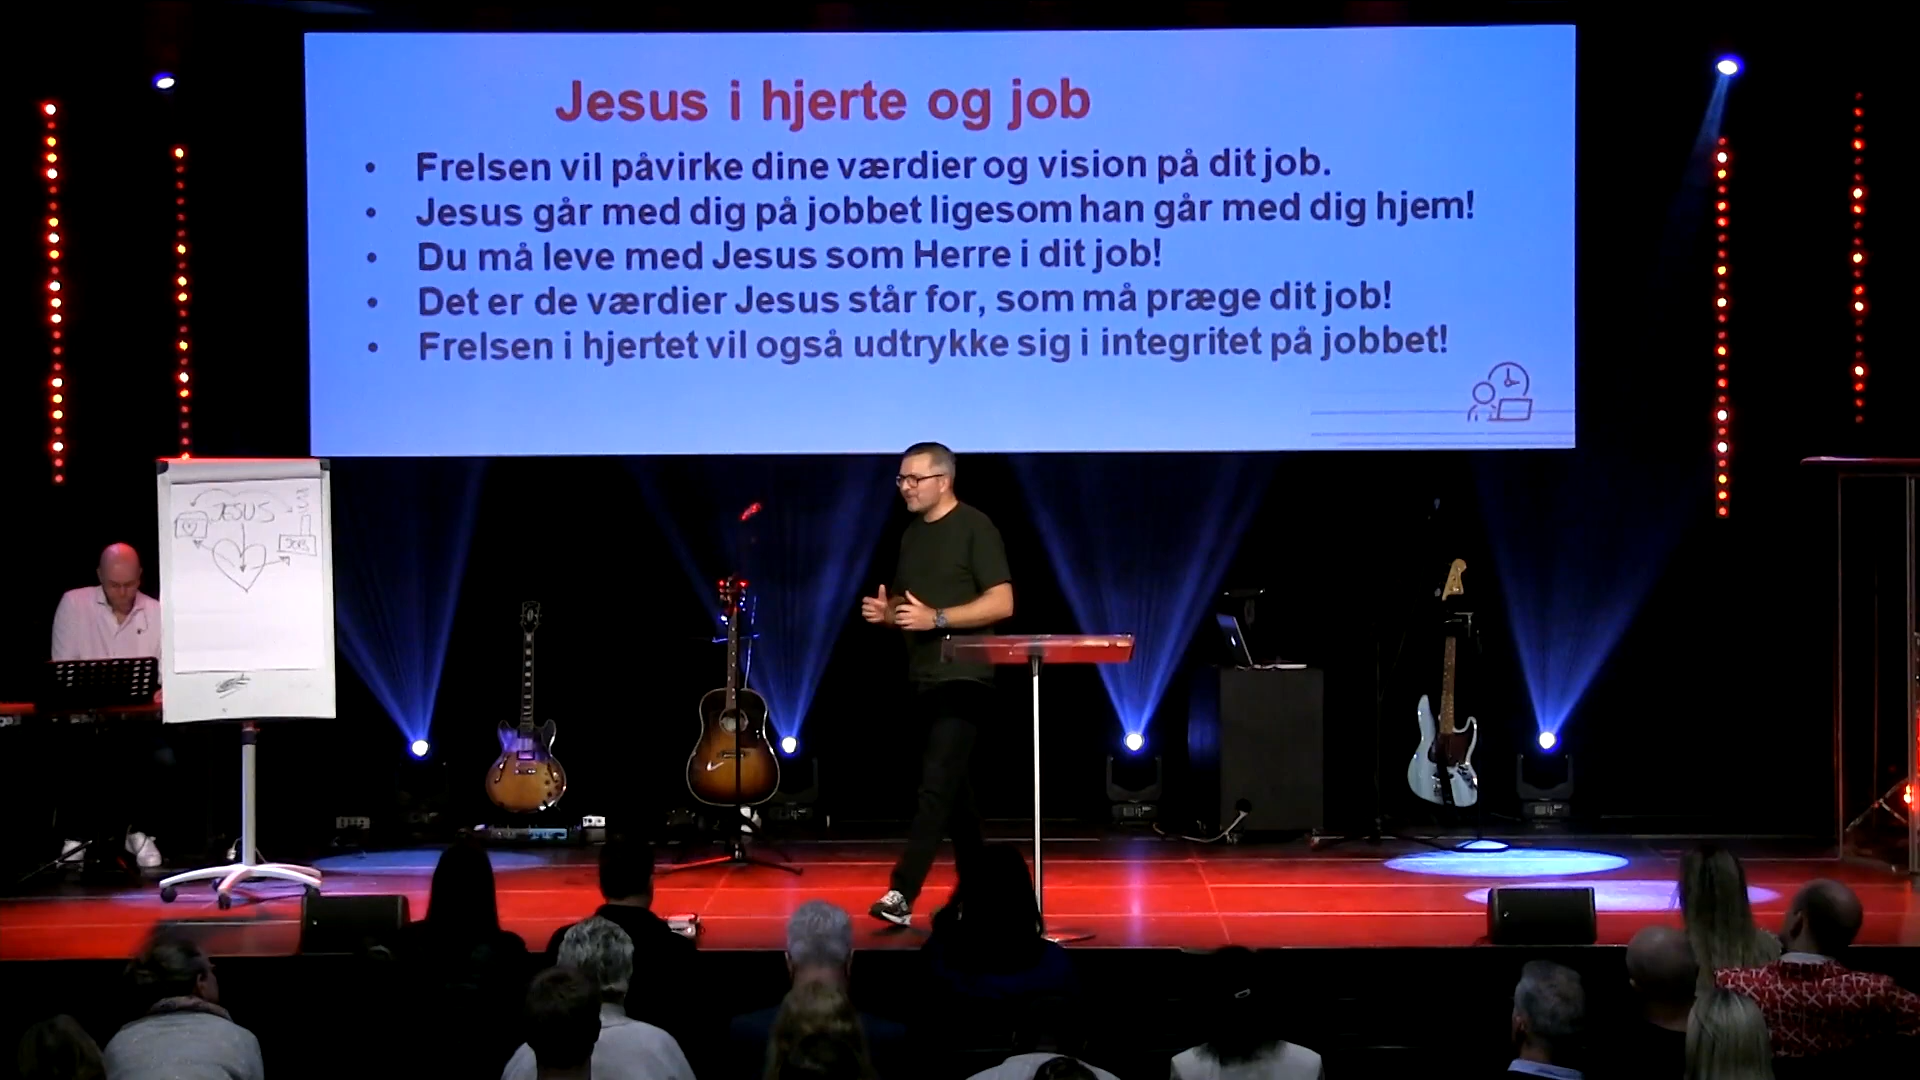 Jesus i hjerte og job
• Frelsen vil påvirke dine værdier og vision på dit job.
• Jesus går med dig på jobbet ligesom han går med dig hjem!
• Du må leve med Jesus som Herre i dit job!
• Det er de værdier Jesus står for, som må præge dit job!
• Frelsen i hjertet vil også udtrykke sig i integritet på jobbet!
JESUS
JOB